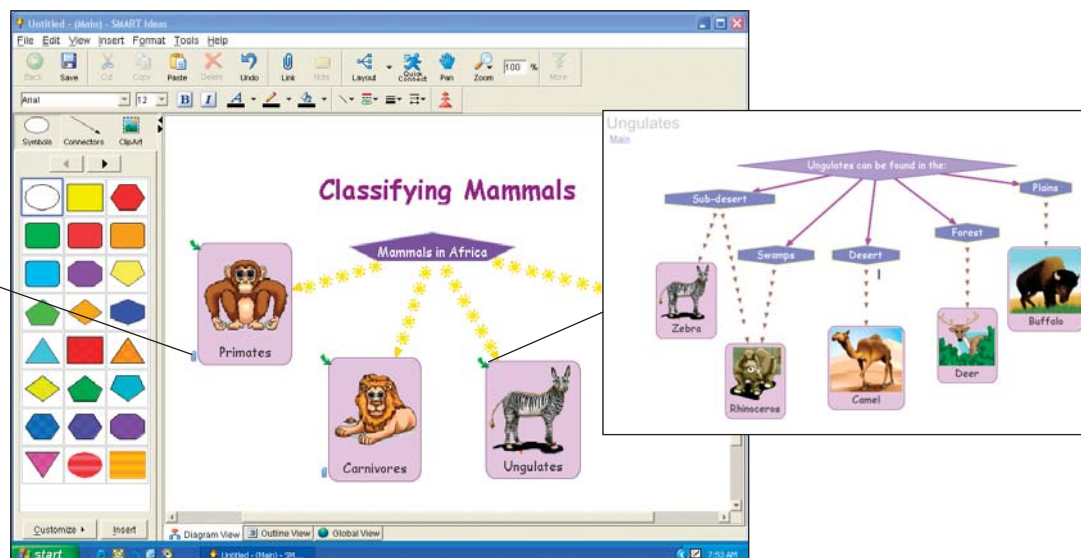 Untitled - (Main) - SMART Ideas
File Edit View Insert Format Tools Help
Back Save Cut Copy Paste Delete Undo Link Note Layout Quick Connect Pan Zoom 100 % More
Arial 12 B I A
Symbols Connectors ClipArt
Classifying Mammals
Mammals in Africa
Primates
Carnivores
Ungulates
Customize Insert
Diagram View Outline View Global View
start Untitled - (Main) - SM... 7:53 AM
Ungulates
Main
Ungulates can be found in the:
Sub-desert
Plains
Forest
Swamps
Desert
Zebra
Buffalo
Deer
Rhinoceros
Camel